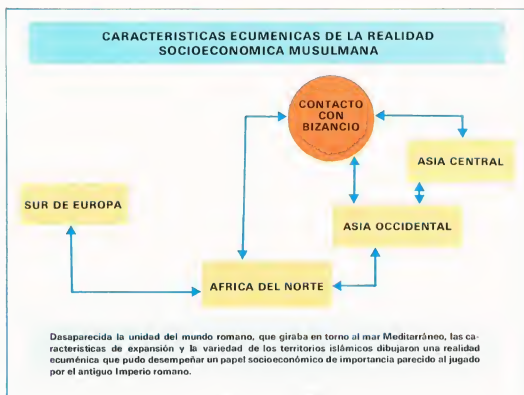 CARACTERISTICAS ECUMENICAS DE LA REALIDAD
SOCIOECONOMICA MUSULMANA
CONTACTO
CON
BIZANCIO
ASIA CENTRAL
SUR DE EUROPA
ASIA OCCIDENTAL
AFRICA DEL NORTE
Dasaparecida la unidad del mundo romano, que giraba en torno al mar Mediterráneo, las ca-
racterísticas de expansión y la variedad de los territorios islámicos dibujaron una realidad
ecuménica que pudo desempeñar un papel socioeconómico de importancia parecido al jugado
por el antiguo Imperio romano.